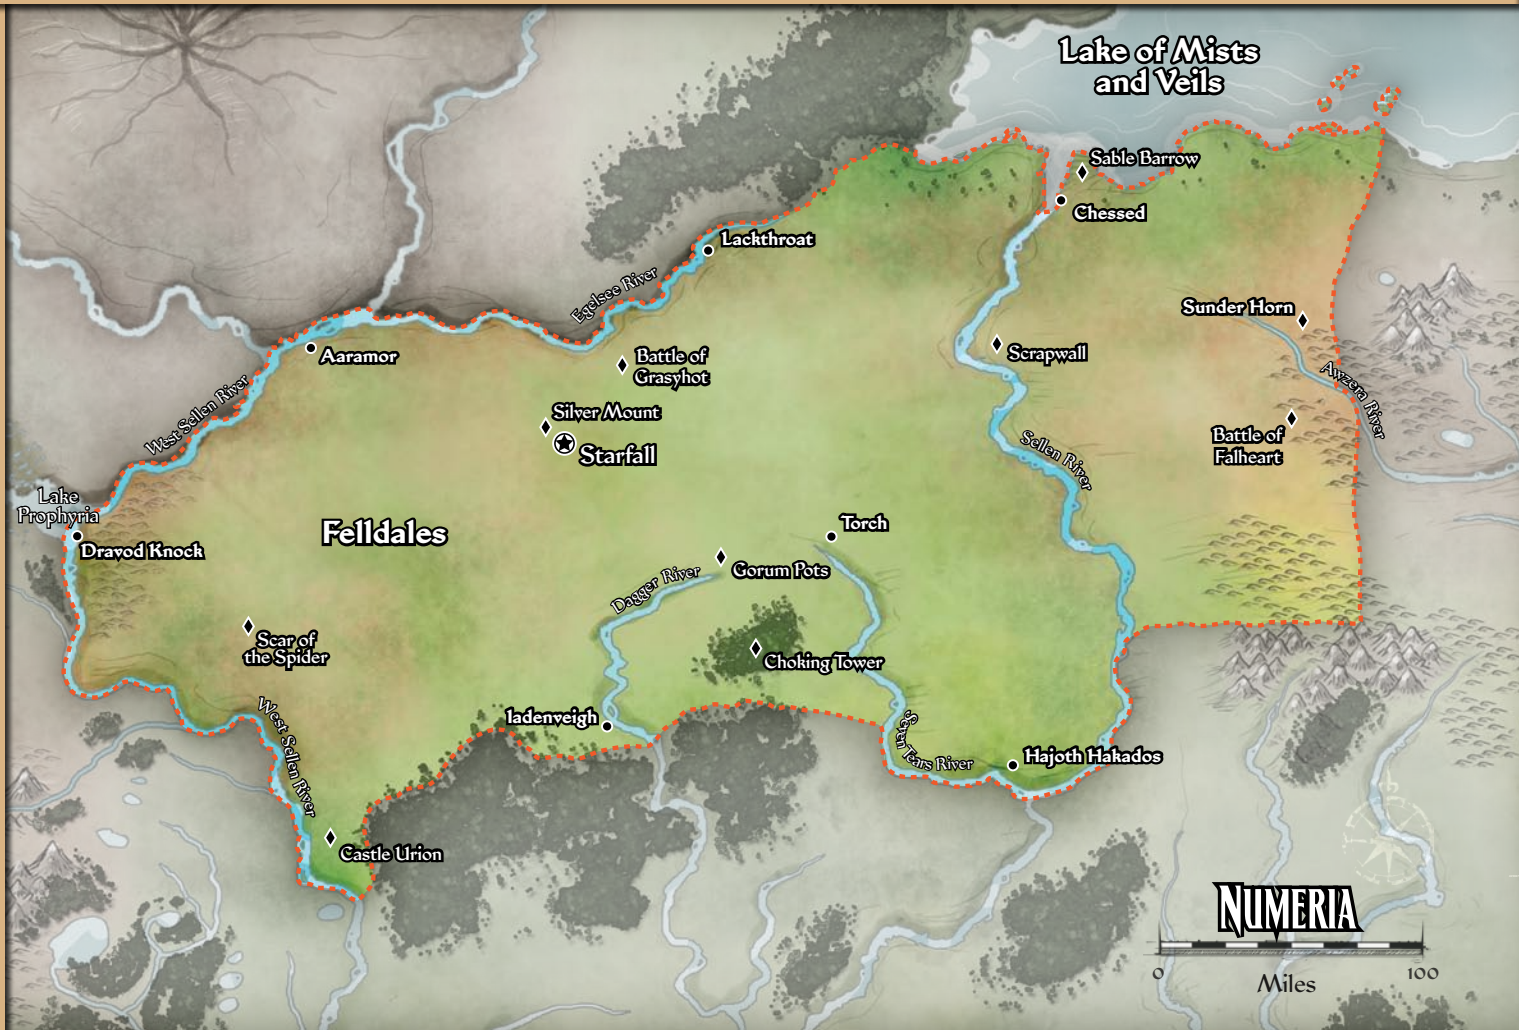 Lake of Mists
and Veils
Sable Barrow
Chessed
Lackthroat
Egelsee River
Sunder Horn
Aaramor
Battle of
Grasyhot
Scrapwall
Awzera River
West Sellen River
Silver Mount
Starfall
Battle of
Falheart
Sellen River
Lake
Prophyria
Dravod Knock
Felldales
Torch
Gorum Pots
Dagger River
Scar of
the Spider
Choking Tower
West Sellen River
Iadenveigh
Seven Tears River
Hajoth Hakados
Castle Urion
NUMERIA
0
100
Miles